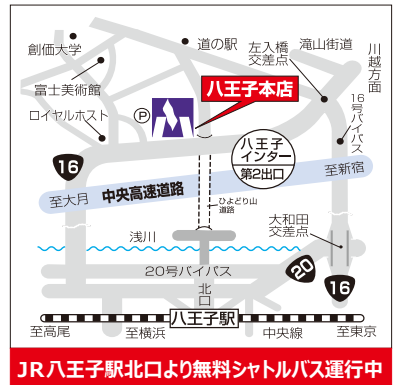 創価大学
道の駅
左入橋
交差点
滝山街道
川越方面
富士美術館
八王子本店
P
ロイヤルホスト
16号バイパス
八王子
インター
第2出口
16
至大月
中央高速道路
至新宿
ひよどり山
道路
大和田
交差点
浅川
20号バイパス
20
16
北口
八王子駅
至高尾
至横浜
中央線
至東京
JR八王子駅北口より無料シャトルバス運行中